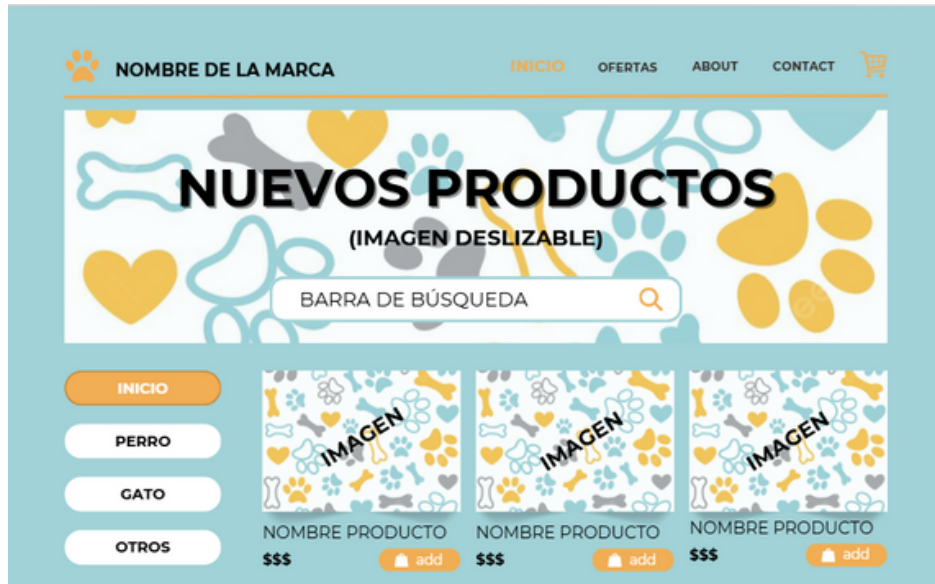 NOMBRE DE LA MARCA
INICIO OFERTAS ABOUT CONTACT
NUEVOS PRODUCTOS
(IMAGEN DESLIZABLE)
BARRA DE BÚSQUEDA
INICIO
PERRO
GATO
OTROS
IMAGEN
NOMBRE PRODUCTO
$$$ add
IMAGEN
NOMBRE PRODUCTO
$$$ add
IMAGEN
NOMBRE PRODUCTO
$$$ add